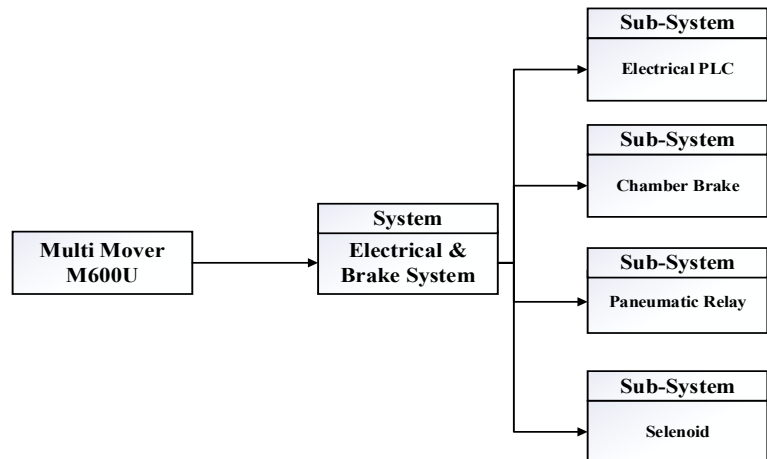 Sub-System
Electrical PLC
Sub-System
Chamber Brake
System
Electrical &
Brake System
Multi Mover
M600U
Sub-System
Paneumatic Relay
Sub-System
Selenoid